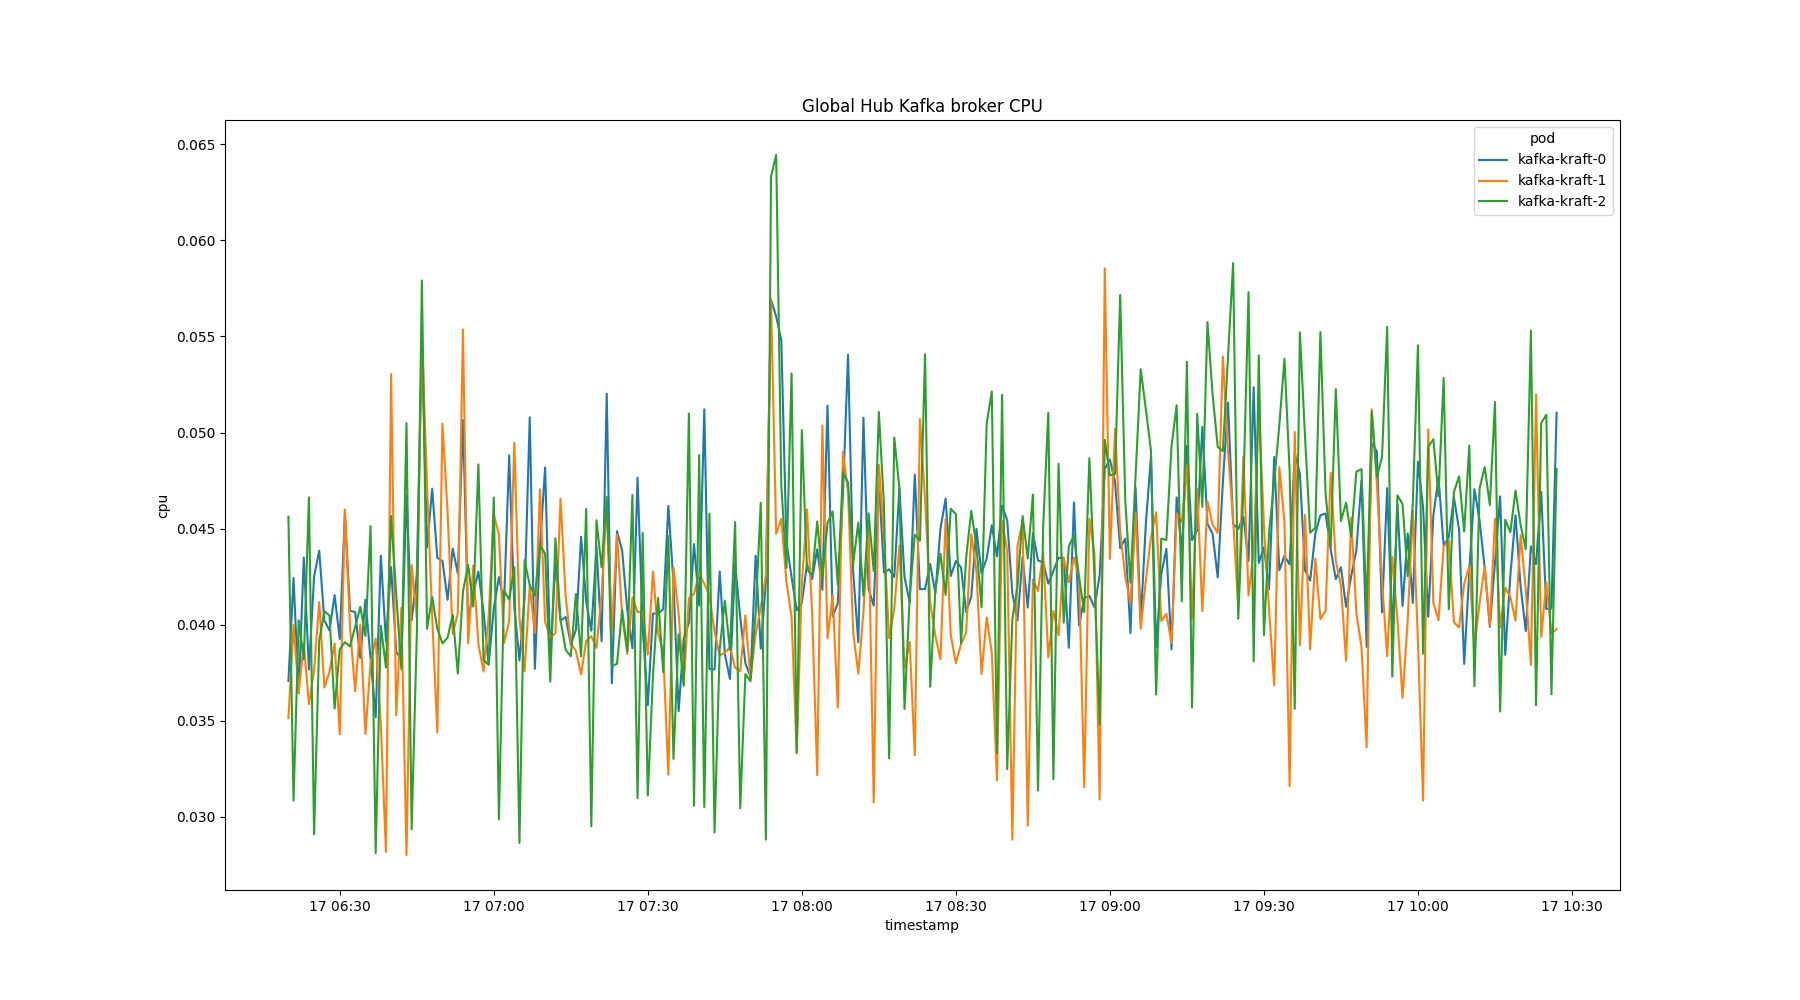 Global Hub Kafka broker CPU
pod
kafka-kraft-0
kafka-kraft-1
kafka-kraft-2
cpu
0.065
0.060
0.055
0.050
0.045
0.040
0.035
0.030
17 06:30
17 07:00
17 07:30
17 08:00
17 08:30
17 09:00
17 09:30
17 10:00
17 10:30
timestamp